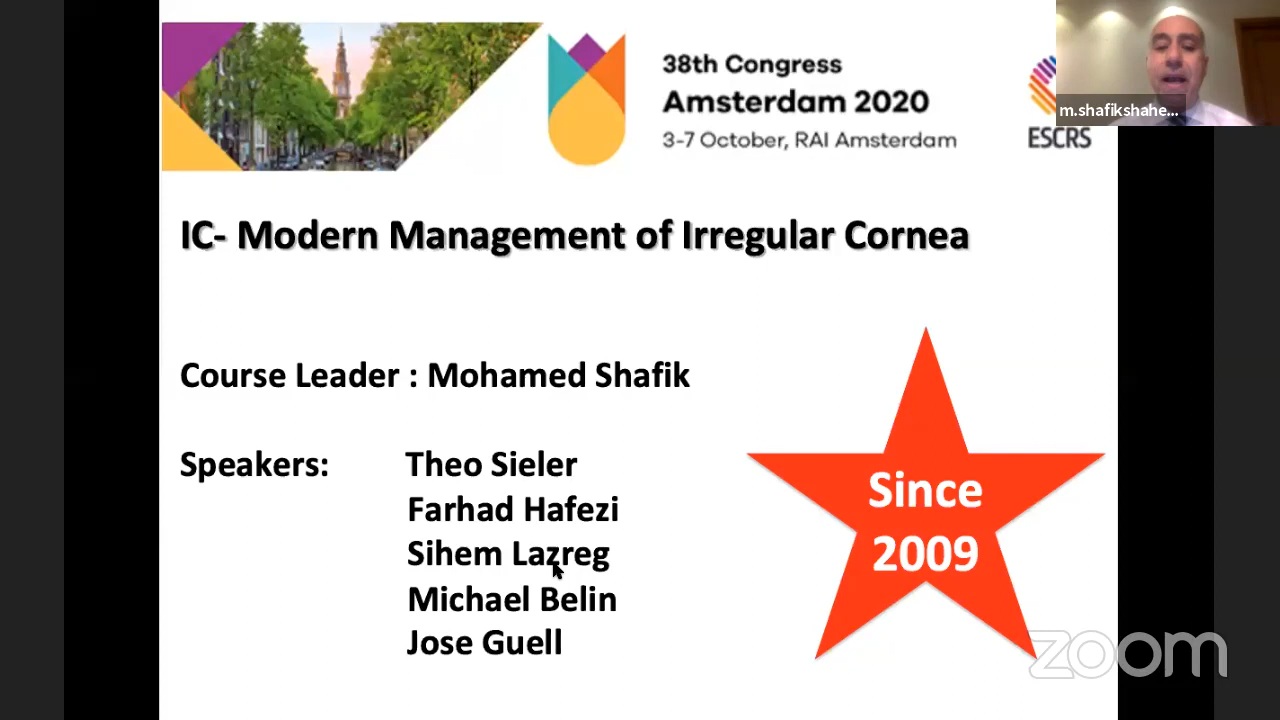 38th Congress
Amsterdam 2020
3-7 October, RAI Amsterdam
ESCRS
m.shafikshahe...
IC- Modern Management of Irregular Cornea
Course Leader : Mohamed Shafik
Speakers: Theo Sieler
Farhad Hafezi
Sihem Lazreg
Michael Belin
Jose Guell
Since
2009
zoom